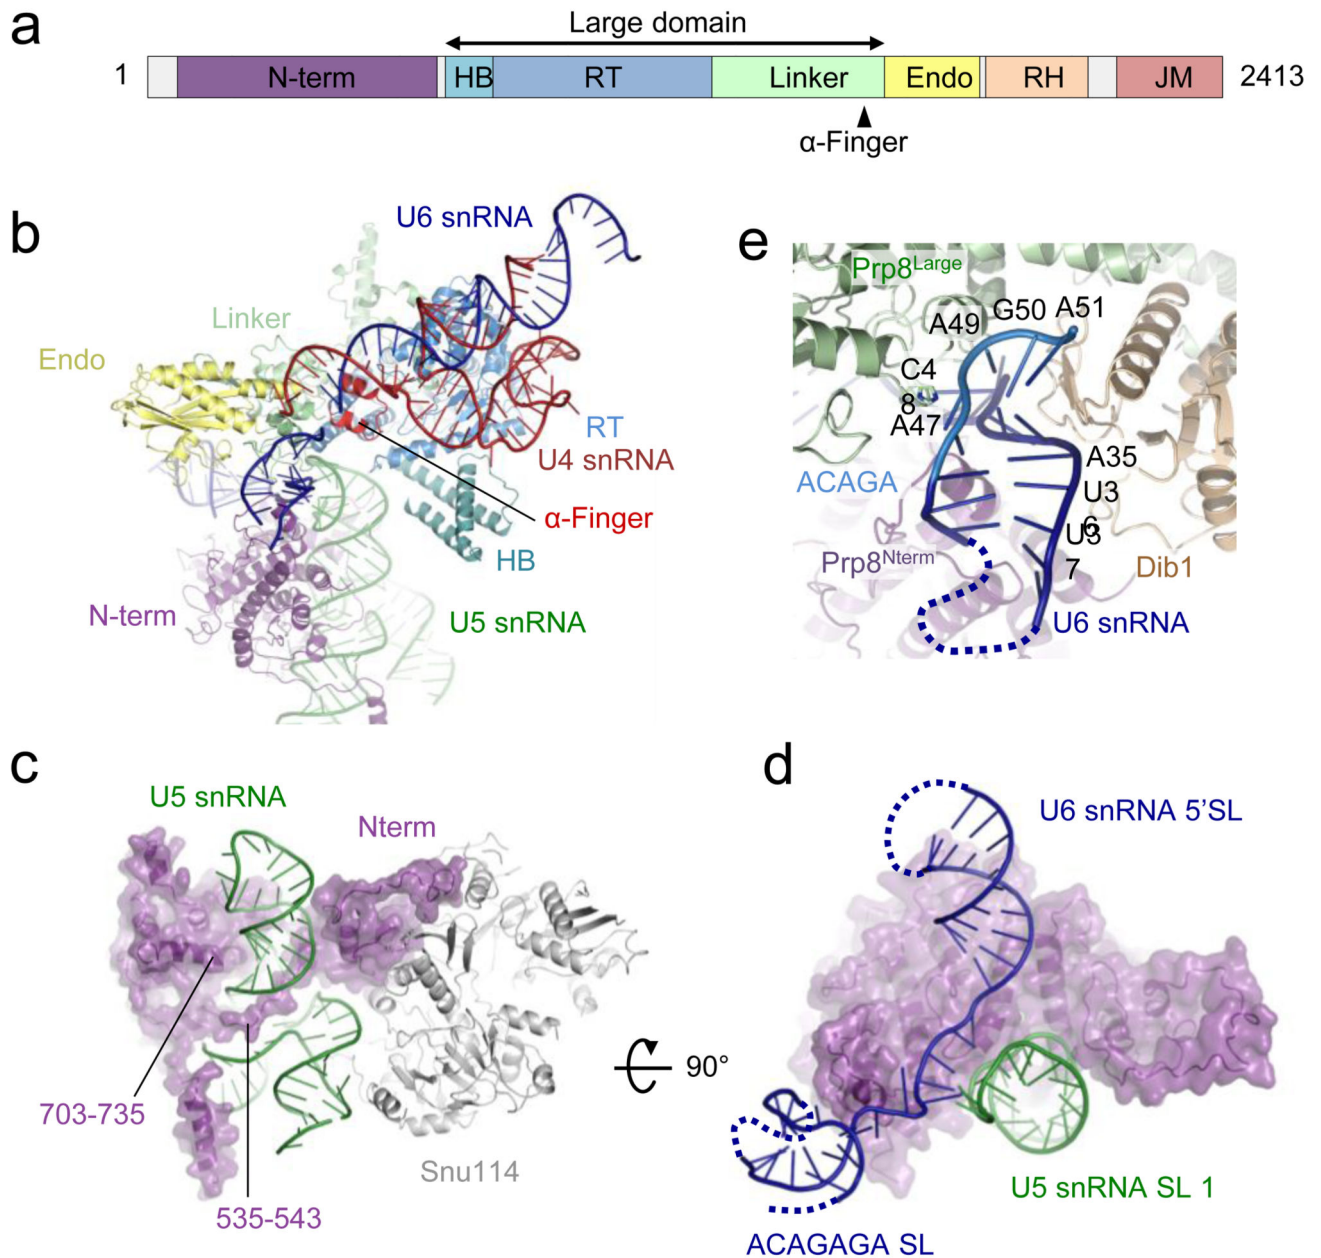 a
Large domain
1
N-term
HB
RT
Linker
Endo
RH
JM
2413
α-Finger
b
U6 snRNA
Linker
Endo
RT
U4 snRNA
α-Finger
HB
N-term
U5 snRNA
e
Prp8Large
A49
G50
A51
C4
8
A47
ACAGA
A35
U3
6
U3
7
Prp8Nterm
Dib1
U6 snRNA
c
U5 snRNA
Nterm
703-735
535-543
Snu114
90°
d
U6 snRNA 5’SL
U5 snRNA SL 1
ACAGAGA SL